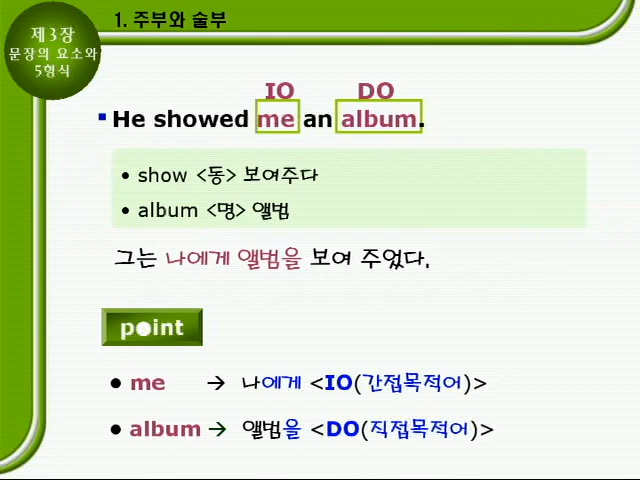 제3장
문장의 요소와
5형식
1. 주부와 술부
IO DO
He showed me an album.
• show <동> 보여주다
• album <명> 앨범
그는 나에게 앨범을 보여 주었다.
point
● me → 나에게 <IO(간접목적어)>
● album → 앨범을 <DO(직접목적어)>